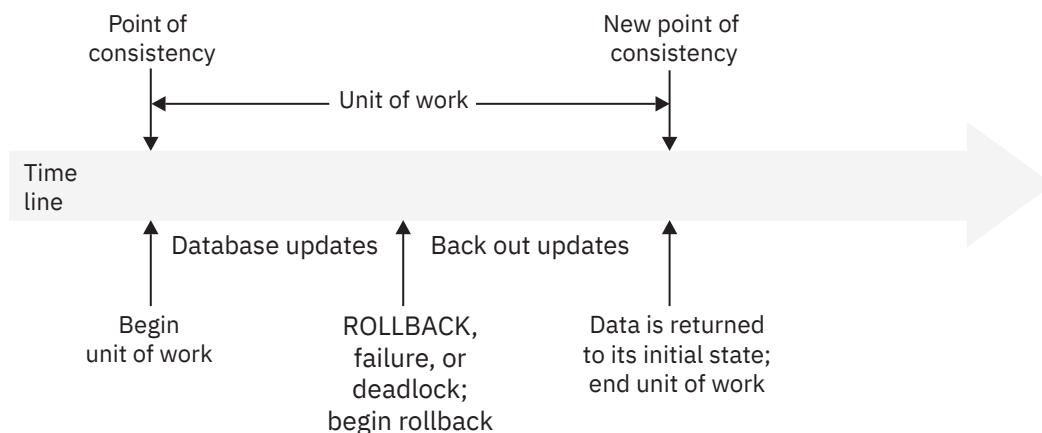 Point of
consistency
New point of
consistency
Unit of work
Time
line
Database updates
Back out updates
Begin
unit of work
ROLLBACK,
failure, or
deadlock;
begin rollback
Data is returned
to its initial state;
end unit of work